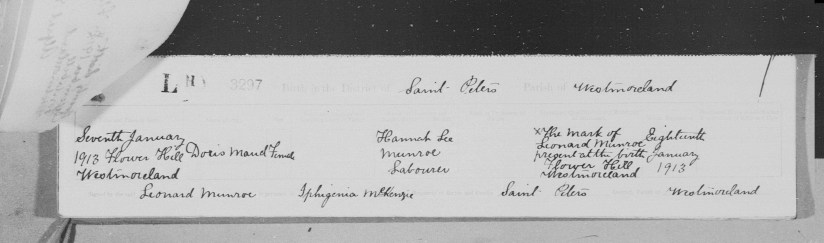 LH 3297 Saint Peters Westmoreland
Seventh January
1913 Flower Hill
Westmoreland
Doris Maud
Female
Hannah Lee
Munroe
Labourer
x The mark of
Leonard Munroe
present at the birth
Flower Hill
Westmoreland
Eighteenth
January
1913
Leonard Munroe Iphigenia McKenzie Saint Peters Westmoreland